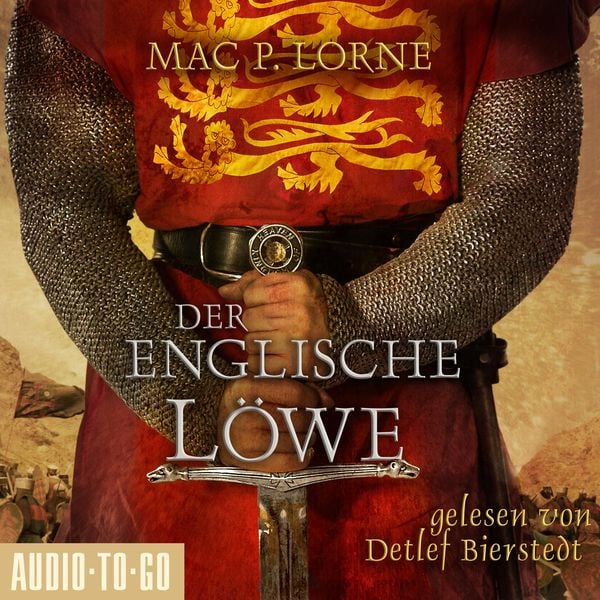 MAC P. LORNE
DER
ENGLISCHE
LÖWE
gelesen von
Detlef Bierstedt
AUDIO·TO·GO